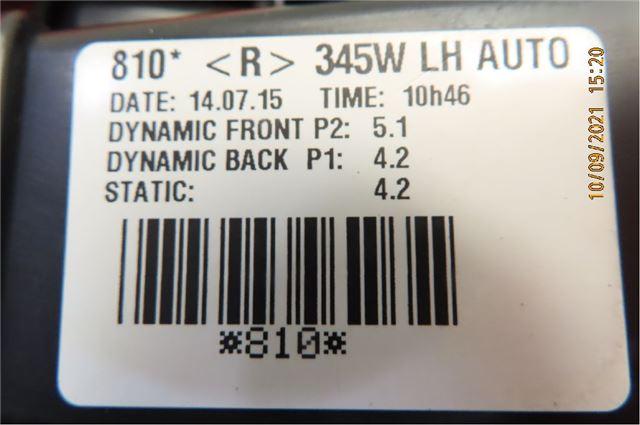 810* <R> 345W LH AUTO
DATE: 14.07.15 TIME: 10h46
DYNAMIC FRONT P2: 5.1
DYNAMIC BACK P1: 4.2
STATIC: 4.2
*810*
10/09/2021 15:20